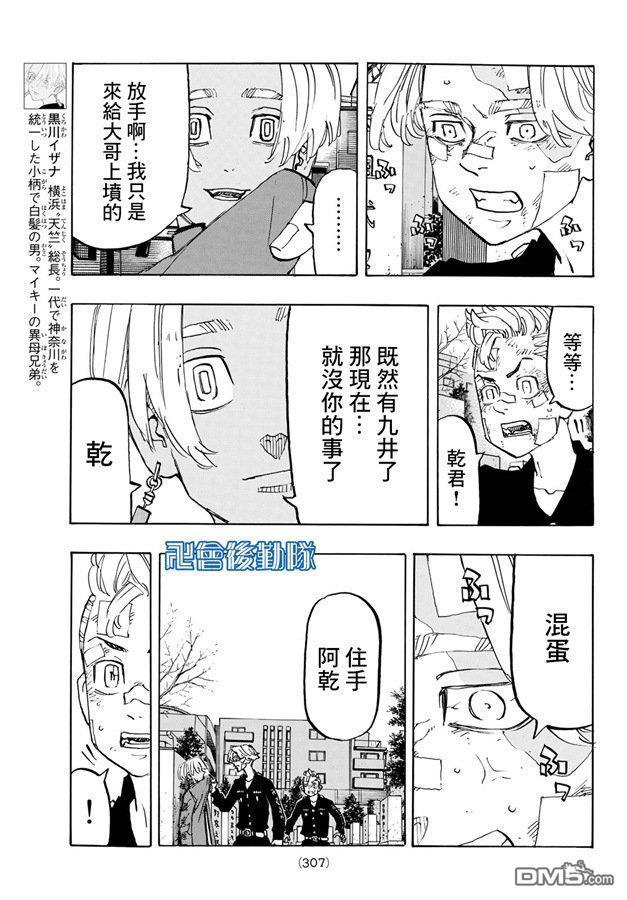 黒川イザナ 横浜〝天竺〟総長。一代で神奈川を
統一した小柄で白髪の男。マイキーの異母兄弟。
……
放手啊…我只是
來給大哥上墳的
等等…
乾君！
既然有九井了
那現在…
就沒你的事了
乾
卍會後勤隊
ふっ
ふっ
混蛋
住手
阿乾
！
(307)
DM5.com